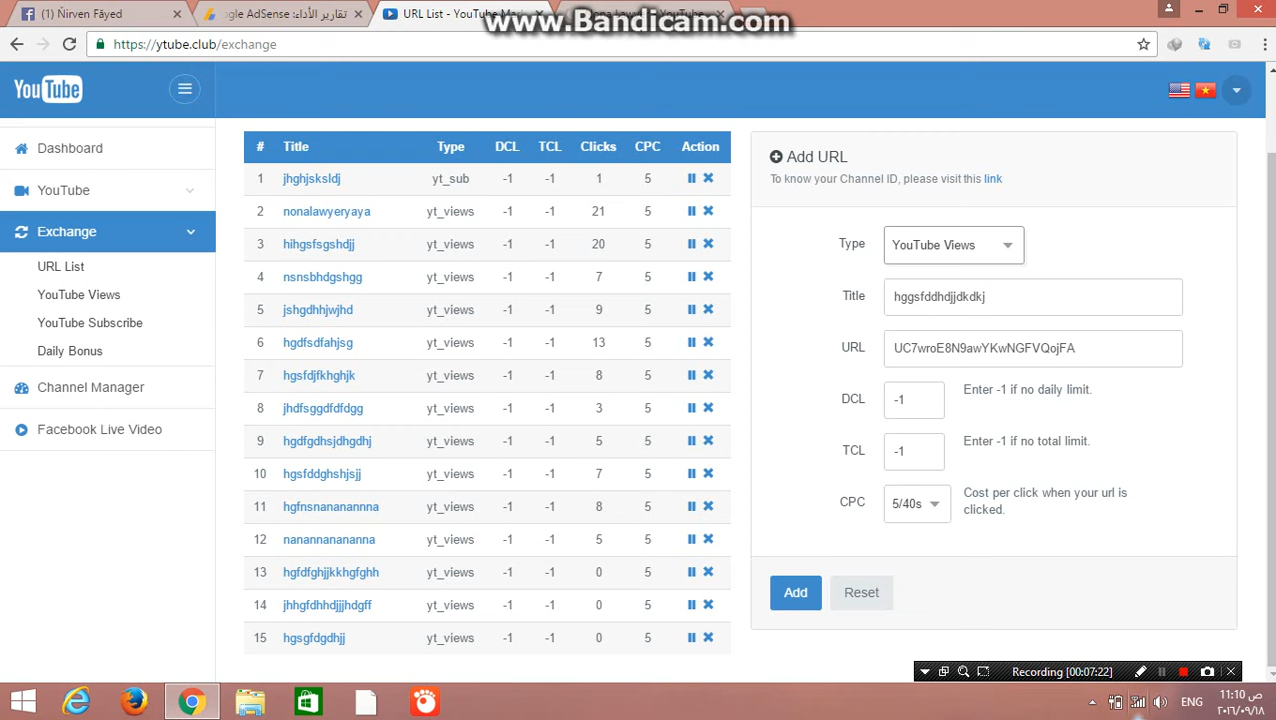 Ñirven Fãyed
تقارير الأداء: Google AdSense
URL List - YouTube Mar
YouTube
www.Bandicam.com
https://ytube.club/exchange
YouTube
Dashboard
YouTube
Exchange
URL List
YouTube Views
YouTube Subscribe
Daily Bonus
Channel Manager
Facebook Live Video
# Title Type DCL TCL Clicks CPC Action
1 jhghjsksldj yt_sub -1 -1 1 5
2 nonalawyeryaya yt_views -1 -1 21 5
3 hihgsfsgshdjj yt_views -1 -1 20 5
4 nsnsbhdgshgg yt_views -1 -1 7 5
5 jshgdhhjwjhd yt_views -1 -1 9 5
6 hgdfsdfahjsg yt_views -1 -1 13 5
7 hgsfdjfkhghjk yt_views -1 -1 8 5
8 jhdfsggdfdfdgg yt_views -1 -1 3 5
9 hgdfgdhsjdhgdhj yt_views -1 -1 5 5
10 hgsfddghshjsjj yt_views -1 -1 7 5
11 hgfnsnanananna yt_views -1 -1 8 5
12 nanannanananna yt_views -1 -1 5 5
13 hgfdfghjjkkhgfghh yt_views -1 -1 0 5
14 jhhgfdhhdjjjhdgff yt_views -1 -1 0 5
15 hgsgfdgdhjj yt_views -1 -1 0 5
Add URL
To know your Channel ID, please visit this link
Type YouTube Views
Title hggsfddhdjjdkdkj
URL UC7wroE8N9awYKwNGFVQojFA
DCL -1 Enter -1 if no daily limit.
TCL -1 Enter -1 if no total limit.
CPC 5/40s Cost per click when your url is
clicked.
Add Reset
Recording [00:07:22]
ENG
ص 11:10
٢٠١٦/٠٩/١٨